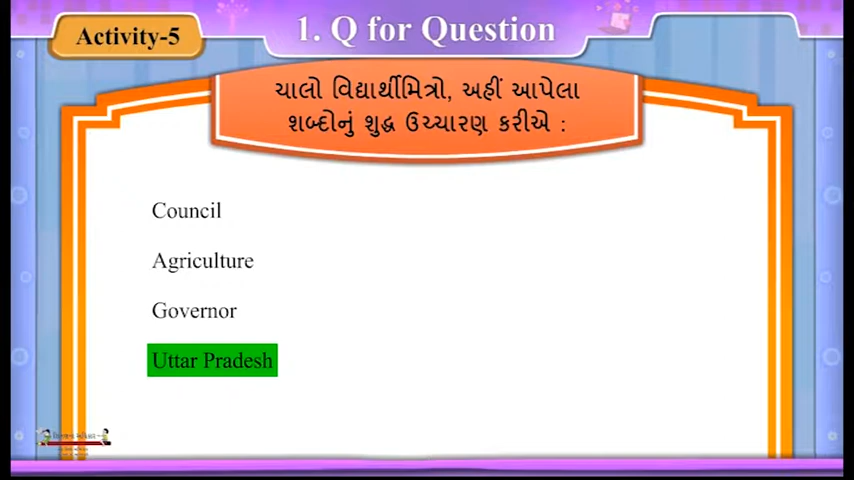 Activity-5
1. Q for Question
ચાલો વિદ્યાર્થીમિત્રો, અહીં આપેલા
શબ્દોનું શુદ્ધ ઉચ્ચારણ કરીએ :
Council
Agriculture
Governor
Uttar Pradesh